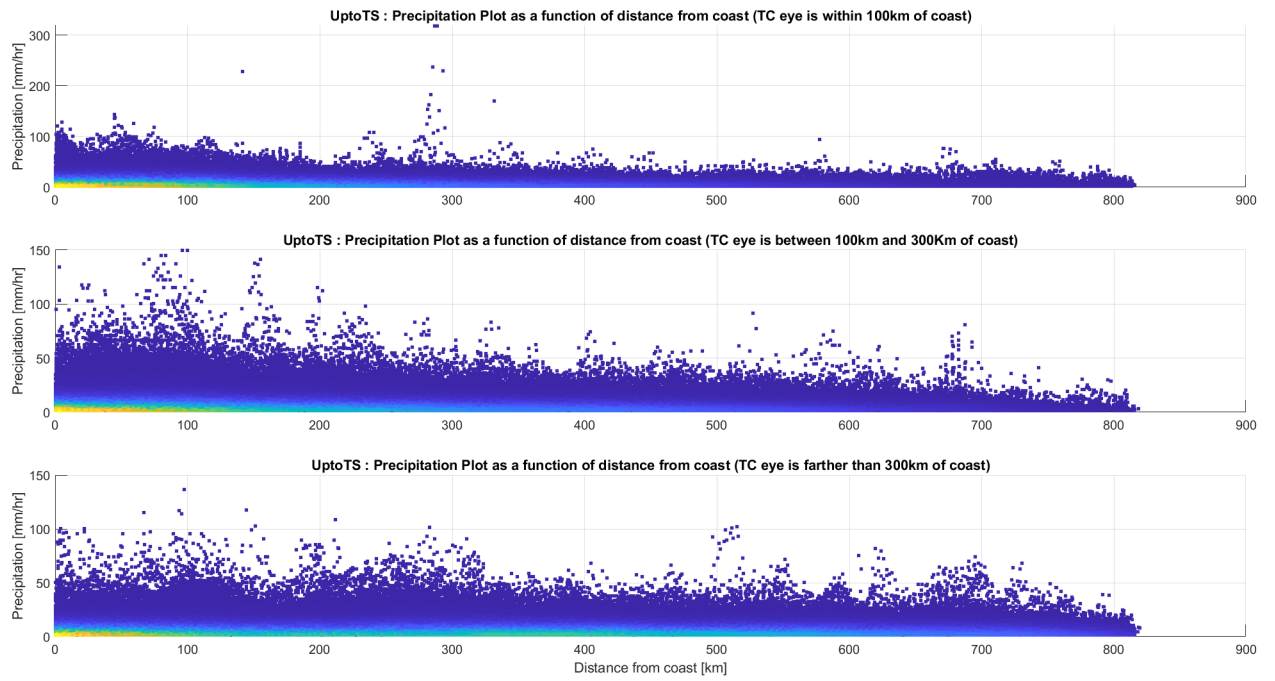 UptoTS : Precipitation Plot as a function of distance from coast (TC eye is within 100km of coast)
300
200
100
0
Precipitation [mm/hr]
0 100 200 300 400 500 600 700 800 900
UptoTS : Precipitation Plot as a function of distance from coast (TC eye is between 100km and 300Km of coast)
150
100
50
0
Precipitation [mm/hr]
0 100 200 300 400 500 600 700 800 900
UptoTS : Precipitation Plot as a function of distance from coast (TC eye is farther than 300km of coast)
150
100
50
0
Precipitation [mm/hr]
0 100 200 300 400 500 600 700 800 900
Distance from coast [km]